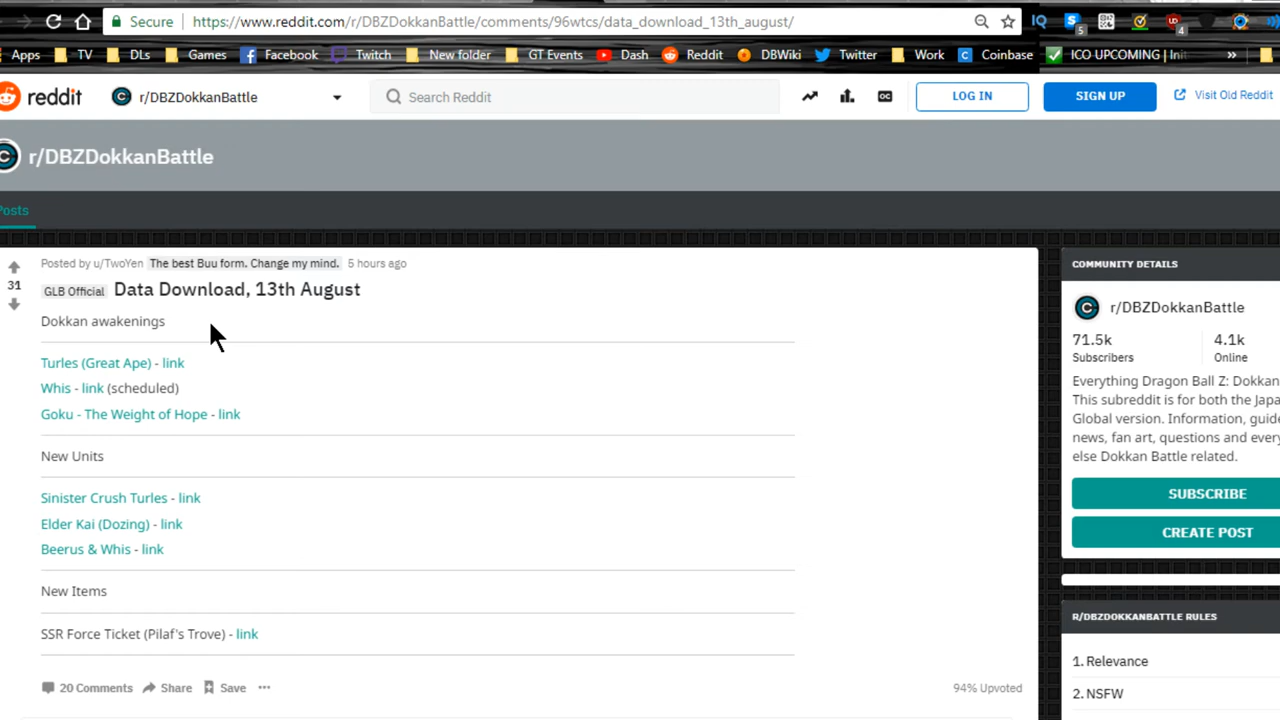 Secure https://www.reddit.com/r/DBZDokkanBattle/comments/96wtcs/data_download_13th_august/ IQ 5 4
Apps TV DLs Games Facebook Twitch New folder GT Events Dash Reddit DBWiki Twitter Work Coinbase ICO UPCOMING | Init »
reddit r/DBZDokkanBattle Search Reddit LOG IN SIGN UP Visit Old Reddit
r/DBZDokkanBattle
Posts
Posted by u/TwoYen The best Buu form. Change my mind. 5 hours ago
31
GLB Official Data Download, 13th August
Dokkan awakenings
Turles (Great Ape) - link
Whis - link (scheduled)
Goku - The Weight of Hope - link
New Units
Sinister Crush Turles - link
Elder Kai (Dozing) - link
Beerus & Whis - link
New Items
SSR Force Ticket (Pilaf's Trove) - link
20 Comments Share Save ••• 94% Upvoted
COMMUNITY DETAILS
r/DBZDokkanBattle
71.5k 4.1k
Subscribers Online
Everything Dragon Ball Z: Dokkan
This subreddit is for both the Japa
Global version. Information, guide
news, fan art, questions and every
else Dokkan Battle related.
SUBSCRIBE
CREATE POST
R/DBZDOKKANBATTLE RULES
1. Relevance
2. NSFW